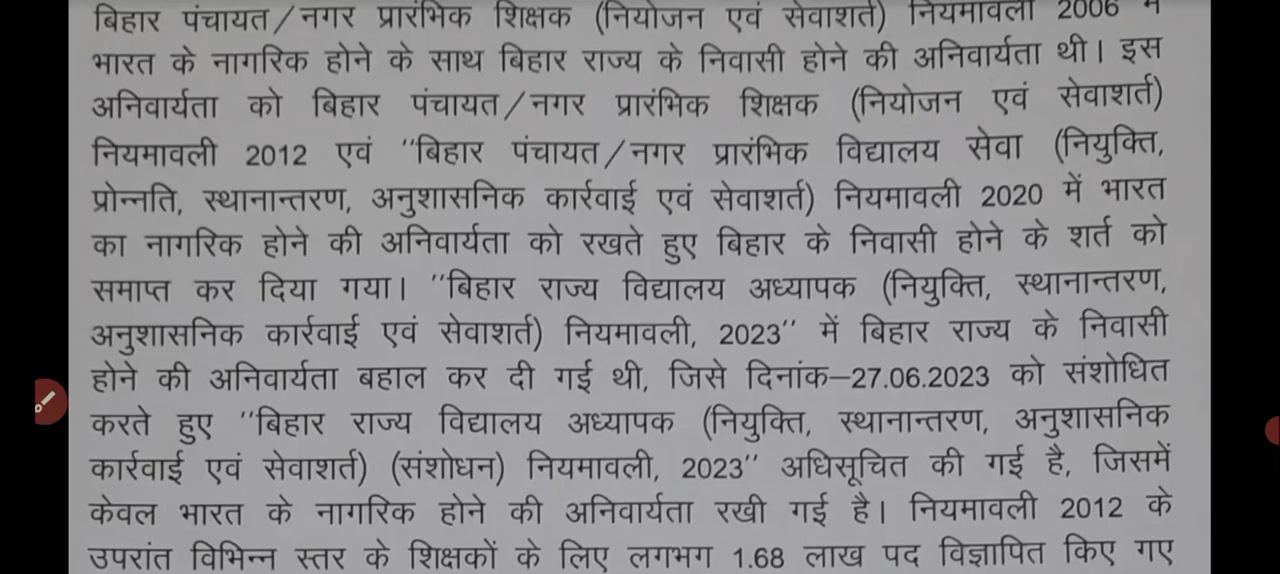 बिहार पंचायत/नगर प्रारंभिक शिक्षक (नियोजन एवं सेवाशर्त) नियमावली 2006 में
भारत के नागरिक होने के साथ बिहार राज्य के निवासी होने की अनिवार्यता थी। इस
अनिवार्यता को बिहार पंचायत/नगर प्रारंभिक शिक्षक (नियोजन एवं सेवाशर्त)
नियमावली 2012 एवं ‘‘बिहार पंचायत/नगर प्रारंभिक विद्यालय सेवा (नियुक्ति,
प्रोन्नति, स्थानान्तरण, अनुशासनिक कार्रवाई एवं सेवाशर्त) नियमावली 2020 में भारत
का नागरिक होने की अनिवार्यता को रखते हुए बिहार के निवासी होने के शर्त को
समाप्त कर दिया गया। ‘‘बिहार राज्य विद्यालय अध्यापक (नियुक्ति, स्थानान्तरण,
अनुशासनिक कार्रवाई एवं सेवाशर्त) नियमावली, 2023’’ में बिहार राज्य के निवासी
होने की अनिवार्यता बहाल कर दी गई थी, जिसे दिनांक–27.06.2023 को संशोधित
करते हुए ‘‘बिहार राज्य विद्यालय अध्यापक (नियुक्ति, स्थानान्तरण, अनुशासनिक
कार्रवाई एवं सेवाशर्त) (संशोधन) नियमावली, 2023’’ अधिसूचित की गई है, जिसमें
केवल भारत के नागरिक होने की अनिवार्यता रखी गई है। नियमावली 2012 के
उपरांत विभिन्न स्तर के शिक्षकों के लिए लगभग 1.68 लाख पद विज्ञापित किए गए